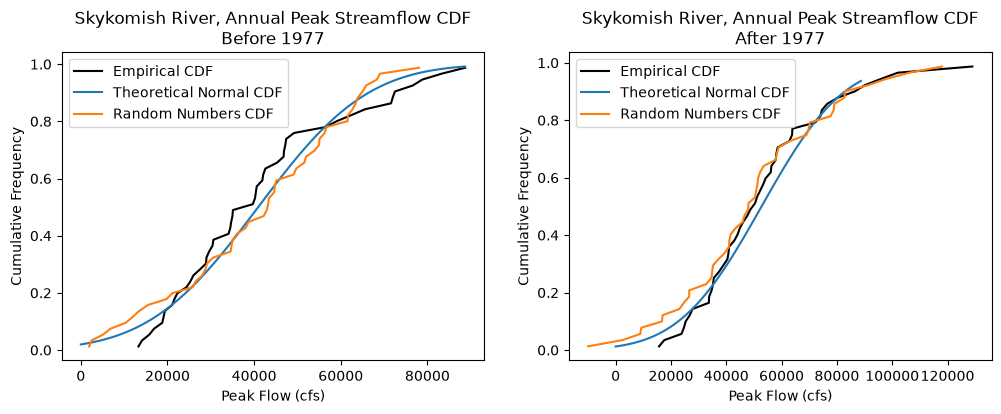 Skykomish River, Annual Peak Streamflow CDF
Before 1977
Empirical CDF
Theoretical Normal CDF
Random Numbers CDF
Cumulative Frequency
1.0
0.8
0.6
0.4
0.2
0.0
0 20000 40000 60000 80000
Peak Flow (cfs)
Skykomish River, Annual Peak Streamflow CDF
After 1977
Empirical CDF
Theoretical Normal CDF
Random Numbers CDF
Cumulative Frequency
1.0
0.8
0.6
0.4
0.2
0.0
0 20000 40000 60000 80000 100000 120000
Peak Flow (cfs)